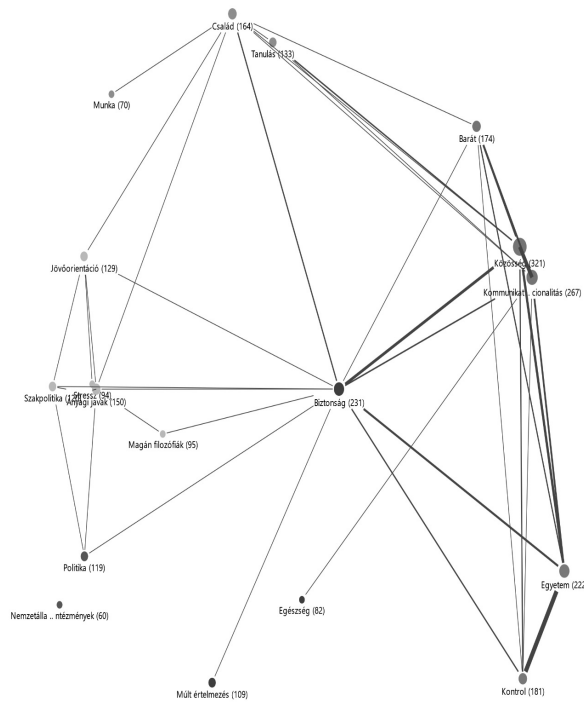 Család (164)
Tanulás (133)
Munka (70)
Barát (174)
Közösség (321)
Jövőorientáció (129)
Kommunikat .. cionalitás (267)
Stressz (94)
Szakpolitika
Anyagi javak (150)
Biztonság (231)
Magán filozófiák (95)
Politika (119)
Egyetem (222
Nemzetálla .. ntézmények (60)
Egészség (82)
Múlt értelmezés (109)
Kontrol (181)